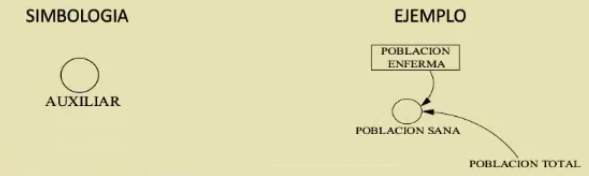 SIMBOLOGIA
EJEMPLO
AUXILIAR
POBLACION
ENFERMA
POBLACION SANA
POBLACION TOTAL